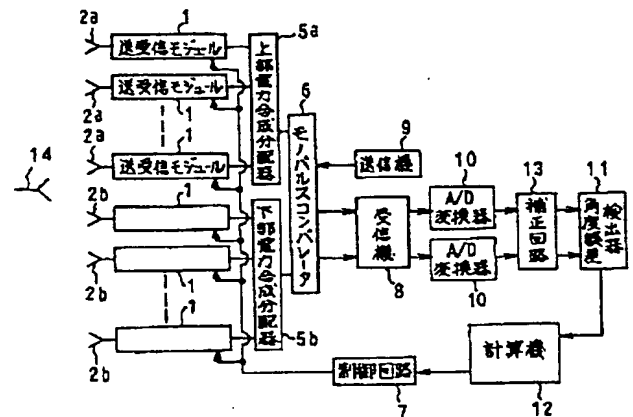 2a
1
送受信モジュール
5a
上部電力合成分配器
2a
送受信モジュール
1
6
モノパルスコンパレータ
9
送信機
2a
1
送受信モジュール
14
10
A/D変換器
13
補正回路
11
角度誤差検出器
2b
1
受信機
8
A/D変換器
10
2b
1
下部電力合成分配器
5b
2b
1
制御回路
7
計算機
12